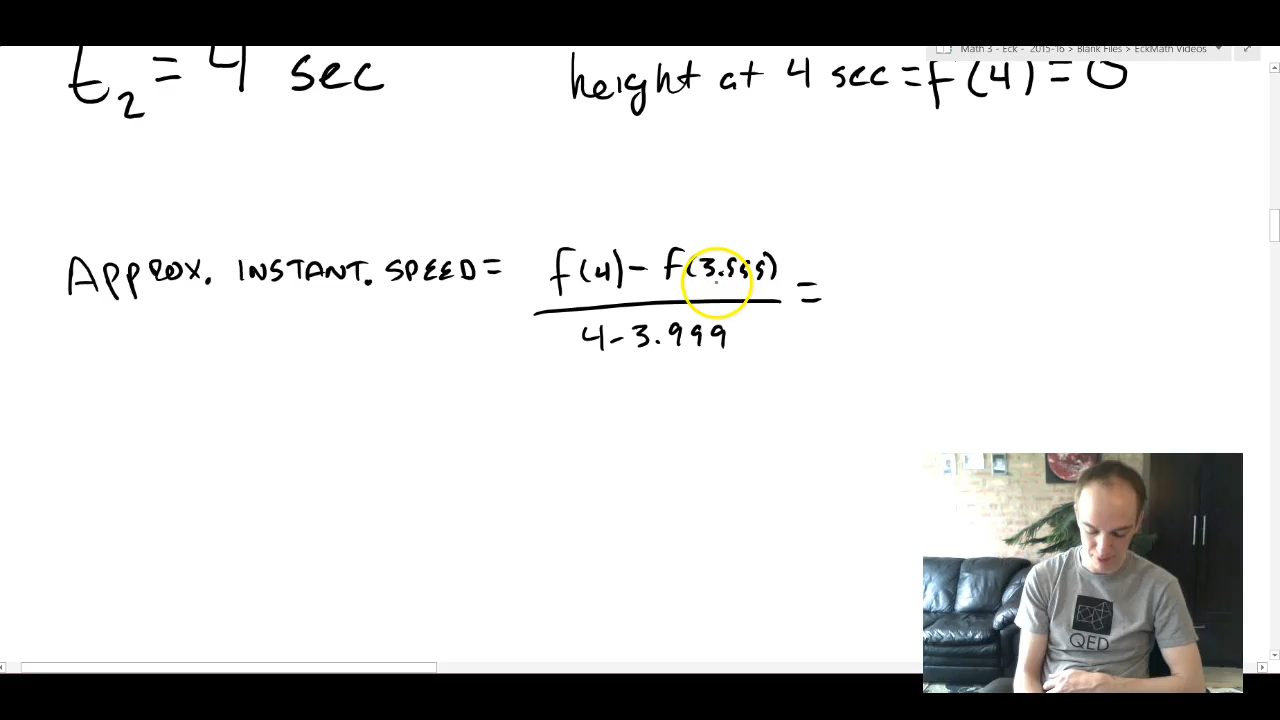 Math 3 - Eck - 2015-16 > Blank Files > EckMath Videos
t₂ = 4 sec
height at 4 sec = f(4) = 0
APPROX. INSTANT. SPEED = f(4) - f(3.999) =
4 - 3.999
QED